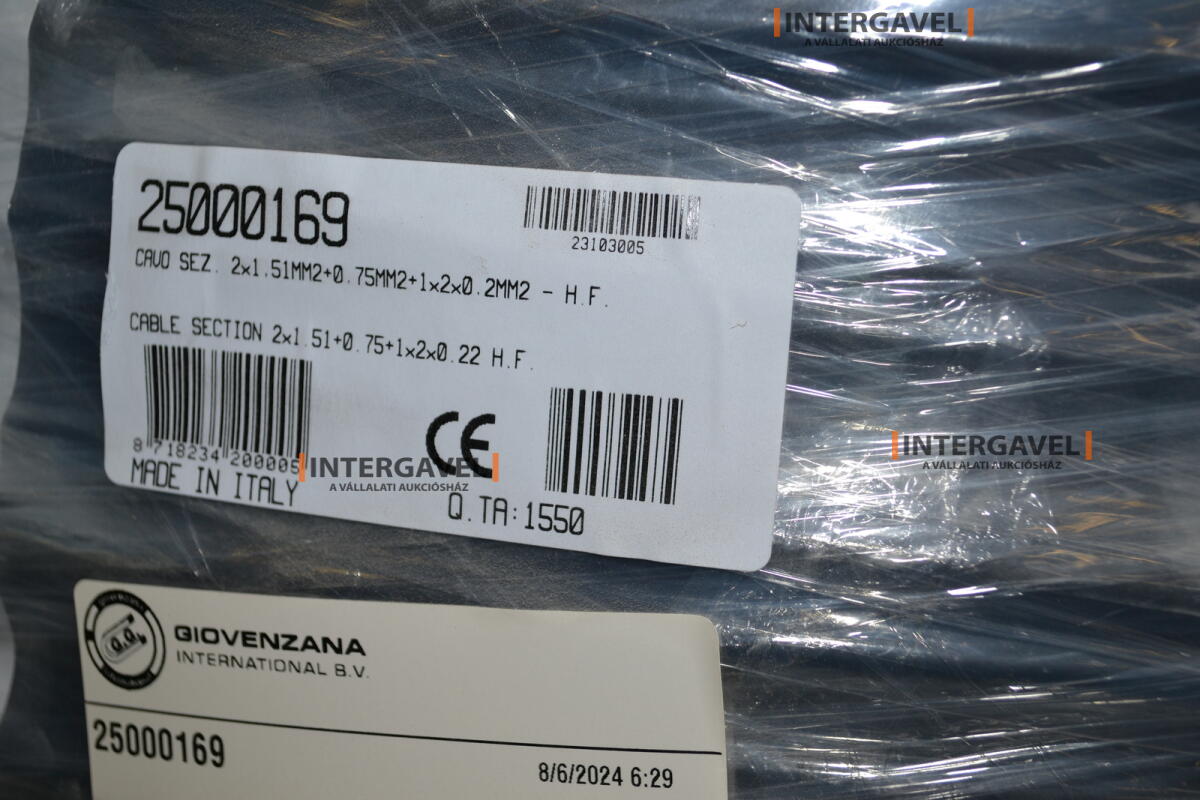 INTERGAVEL
A VÁLLALATI AUKCIÓSHÁZ
25000169
23103005
CAVO SEZ. 2x1.51MM2+0.75MM2+1x2x0.2MM2 - H.F.
CABLE SECTION 2x1.51+0.75+1x2x0.22 H.F.
8 718234 200005
MADE IN ITALY
CE
Q.TA:1550
INTERGAVEL
A VÁLLALATI AUKCIÓSHÁZ
INTERGAVEL
A VÁLLALATI AUKCIÓSHÁZ
GIOVENZANA
INTERNATIONAL B.V.
25000169
8/6/2024 6:29